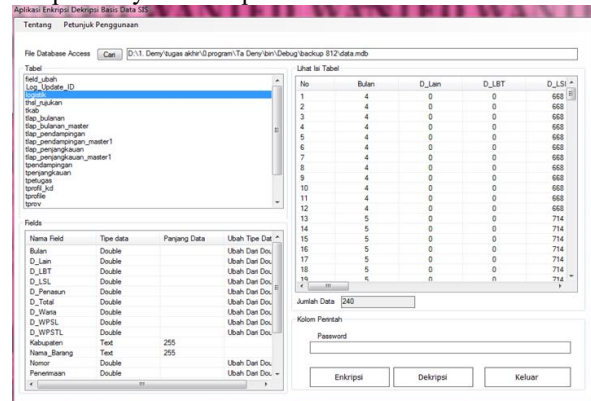 Aplikasi Enkripsi Dekripsi Basis Data SIS
Tentang Petunjuk Penggunaan
File Database Access Cari D:\1. Demy\tugas akhir\0.program\Ta Deny\bin\Debug\backup 812\data.mdb
Tabel
field_ubah
Log_Update_ID
logistik
thal_rujukan
tkab
tlap_bulanan
tlap_bulanan_master
tlap_pendampingan
tlap_pendampingan_master1
tlap_penjangkauan
tlap_penjangkauan_master1
tpendampingan
tpenjangkauan
tpetugas
tprofil_kd
tprofile
tprov
Lihat Isi Tabel
No Bulan D_Lain D_LBT D_LSI
1 4 0 0 668
2 4 0 0 668
3 4 0 0 668
4 4 0 0 668
5 4 0 0 668
6 4 0 0 668
7 4 0 0 668
8 4 0 0 668
9 4 0 0 668
10 4 0 0 668
11 4 0 0 668
12 4 0 0 668
13 5 0 0 714
14 5 0 0 714
15 5 0 0 714
16 5 0 0 714
17 5 0 0 714
18 5 0 0 714
19 5 0 0 714
Jumlah Data 240
Fields
Nama Field Tipe data Panjang Data Ubah Tipe Dat
Bulan Double Ubah Dari Dou
D_Lain Double Ubah Dari Dou
D_LBT Double Ubah Dari Dou
D_LSL Double Ubah Dari Dou
D_Penasun Double Ubah Dari Dou
D_Total Double Ubah Dari Dou
D_Waria Double Ubah Dari Dou
D_WPSL Double Ubah Dari Dou
D_WPSTL Double Ubah Dari Dou
Kabupaten Text 255
Nama_Barang Text 255
Nomor Double Ubah Dari Dou
Penerimaan Double Ubah Dari Dou
Kolom Perintah
Password
Enkripsi Dekripsi Keluar